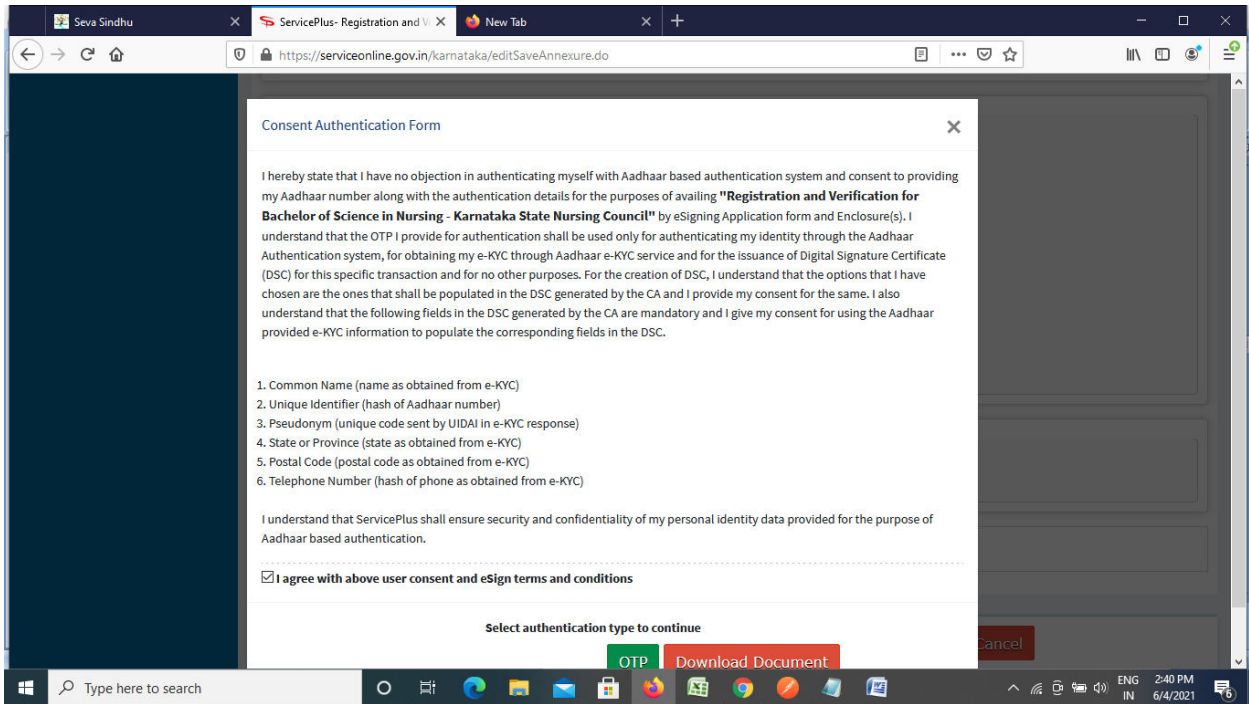 Seva Sindhu
ServicePlus- Registration and V
New Tab
https://serviceonline.gov.in/karnataka/editSaveAnnexure.do
Consent Authentication Form
I hereby state that I have no objection in authenticating myself with Aadhaar based authentication system and consent to providing
my Aadhaar number along with the authentication details for the purposes of availing "Registration and Verification for
Bachelor of Science in Nursing - Karnataka State Nursing Council" by eSigning Application form and Enclosure(s). I
understand that the OTP I provide for authentication shall be used only for authenticating my identity through the Aadhaar
Authentication system, for obtaining my e-KYC through Aadhaar e-KYC service and for the issuance of Digital Signature Certificate
(DSC) for this specific transaction and for no other purposes. For the creation of DSC, I understand that the options that I have
chosen are the ones that shall be populated in the DSC generated by the CA and I provide my consent for the same. I also
understand that the following fields in the DSC generated by the CA are mandatory and I give my consent for using the Aadhaar
provided e-KYC information to populate the corresponding fields in the DSC.
1. Common Name (name as obtained from e-KYC)
2. Unique Identifier (hash of Aadhaar number)
3. Pseudonym (unique code sent by UIDAI in e-KYC response)
4. State or Province (state as obtained from e-KYC)
5. Postal Code (postal code as obtained from e-KYC)
6. Telephone Number (hash of phone as obtained from e-KYC)
I understand that ServicePlus shall ensure security and confidentiality of my personal identity data provided for the purpose of
Aadhaar based authentication.
I agree with above user consent and eSign terms and conditions
Select authentication type to continue
OTP
Download Document
Cancel
Type here to search
ENG
IN
2:40 PM
6/4/2021
6